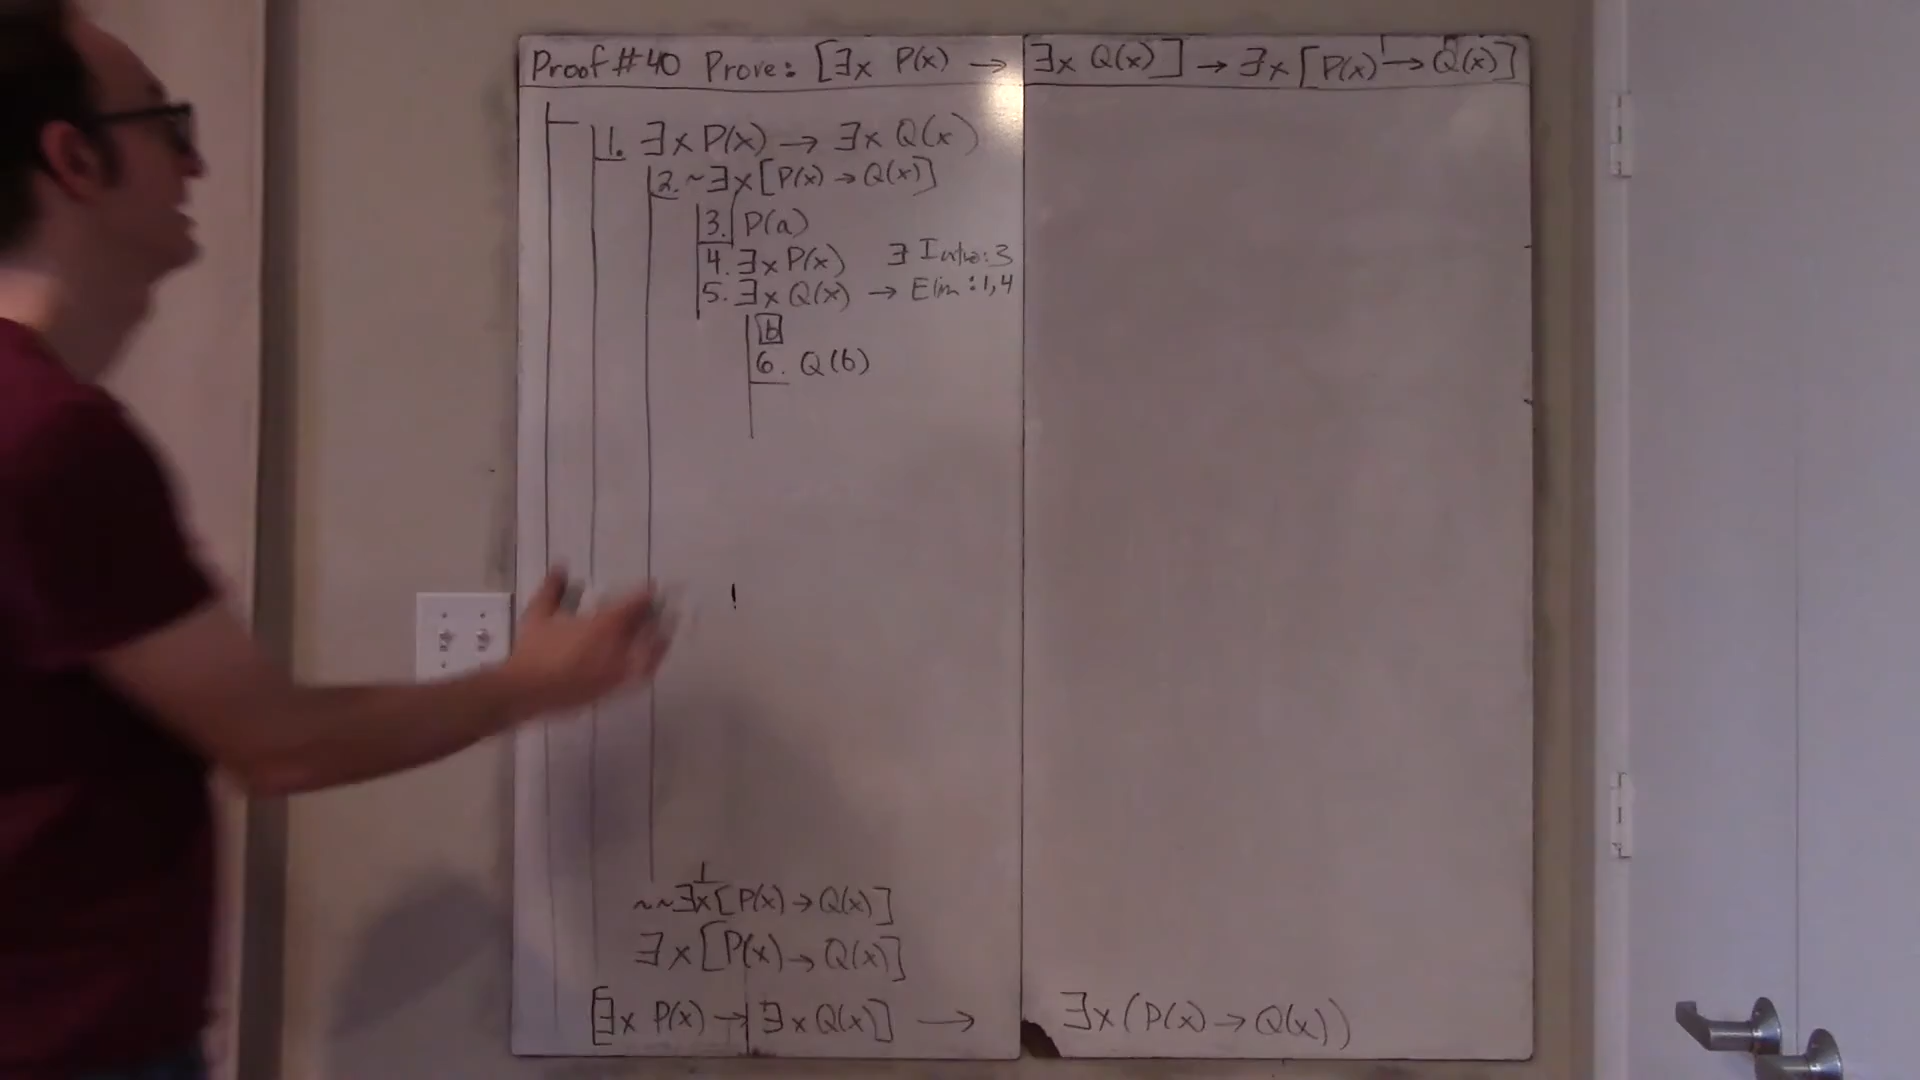 Proof #40 Prove: [∃x P(x) → ∃x Q(x)] → ∃x [P(x) → Q(x)]
1. ∃x P(x) → ∃x Q(x)
2. ~∃x [P(x) → Q(x)]
3. P(a)
4. ∃x P(x) ∃ Intro: 3
5. ∃x Q(x) → Elim: 1,4
b
6. Q(b)
~~∃x [P(x) → Q(x)]
∃x [P(x) → Q(x)]
[∃x P(x) → ∃x Q(x)] → ∃x (P(x) → Q(x))